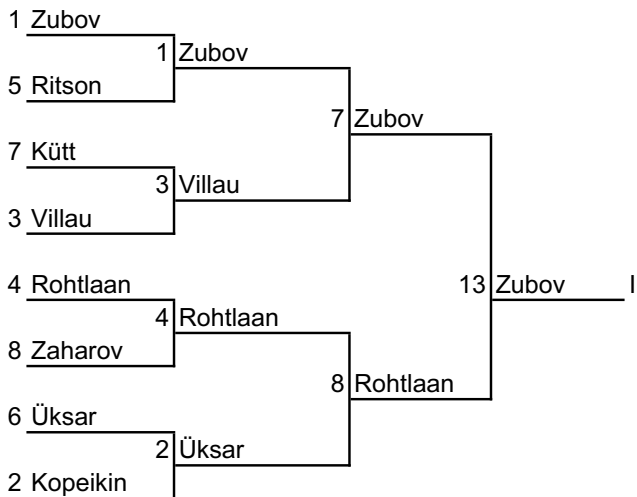 1 Zubov
1 Zubov
5 Ritson
7 Zubov
7 Kütt
3 Villau
3 Villau
13 Zubov I
4 Rohtlaan
4 Rohtlaan
8 Zaharov
8 Rohtlaan
6 Üksar
2 Üksar
2 Kopeikin